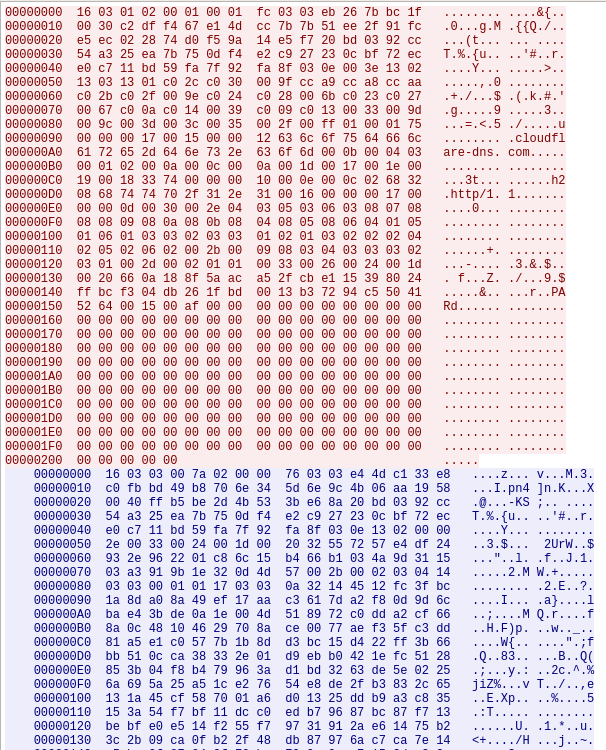 00000000 16 03 01 02 00 01 00 01 fc 03 03 eb 26 7b bc 1f ........ ....&{..
00000010 00 30 c2 df f4 67 e1 4d cc 7b 7b 51 ee 2f 91 fc .0...g.M .{{Q./..
00000020 e5 ec 02 28 74 d0 f5 9a 14 e5 f7 20 bd 03 92 cc ...(t... ... ....
00000030 54 a3 25 ea 7b 75 0d f4 e2 c9 27 23 0c bf 72 ec T.%.{u.. ..'#..r.
00000040 e0 c7 11 bd 59 fa 7f 92 fa 8f 03 0e 00 3e 13 02 ....Y... .....>..
00000050 13 03 13 01 c0 2c c0 30 00 9f cc a9 cc a8 cc aa .....,.0 ........
00000060 c0 2b c0 2f 00 9e c0 24 c0 28 00 6b c0 23 c0 27 .+./...$ .(.k.#.'
00000070 00 67 c0 0a c0 14 00 39 c0 09 c0 13 00 33 00 9d .g.....9 .....3..
00000080 00 9c 00 3d 00 3c 00 35 00 2f 00 ff 01 00 01 75 ...=.<.5 ./.....u
00000090 00 00 00 17 00 15 00 00 12 63 6c 6f 75 64 66 6c ........ .cloudfl
000000A0 61 72 65 2d 64 6e 73 2e 63 6f 6d 00 0b 00 04 03 are-dns. com.....
000000B0 00 01 02 00 0a 00 0c 00 0a 00 1d 00 17 00 1e 00 ........ ........
000000C0 19 00 18 33 74 00 00 00 10 00 0e 00 0c 02 68 32 ...3t... ......h2
000000D0 08 68 74 74 70 2f 31 2e 31 00 16 00 00 00 17 00 .http/1. 1.......
000000E0 00 00 0d 00 30 00 2e 04 03 05 03 06 03 08 07 08 ....0... ........
000000F0 08 08 09 08 0a 08 0b 08 04 08 05 08 06 04 01 05 ........ ........
00000100 01 06 01 03 03 02 03 03 01 02 01 03 02 02 02 04 ........ ........
00000110 02 05 02 06 02 00 2b 00 09 08 03 04 03 03 03 02 ......+. ........
00000120 03 01 00 2d 00 02 01 01 00 33 00 26 00 24 00 1d ...-.... .3.&.$..
00000130 00 20 66 0a 18 8f 5a ac a5 2f cb e1 15 39 80 24 . f...Z. ./...9.$
00000140 ff bc f3 04 db 26 1f bd 00 13 b3 72 94 c5 50 41 .....&.. ...r..PA
00000150 52 64 00 15 00 af 00 00 00 00 00 00 00 00 00 00 Rd...... ........
00000160 00 00 00 00 00 00 00 00 00 00 00 00 00 00 00 00 ........ ........
00000170 00 00 00 00 00 00 00 00 00 00 00 00 00 00 00 00 ........ ........
00000180 00 00 00 00 00 00 00 00 00 00 00 00 00 00 00 00 ........ ........
00000190 00 00 00 00 00 00 00 00 00 00 00 00 00 00 00 00 ........ ........
000001A0 00 00 00 00 00 00 00 00 00 00 00 00 00 00 00 00 ........ ........
000001B0 00 00 00 00 00 00 00 00 00 00 00 00 00 00 00 00 ........ ........
000001C0 00 00 00 00 00 00 00 00 00 00 00 00 00 00 00 00 ........ ........
000001D0 00 00 00 00 00 00 00 00 00 00 00 00 00 00 00 00 ........ ........
000001E0 00 00 00 00 00 00 00 00 00 00 00 00 00 00 00 00 ........ ........
000001F0 00 00 00 00 00 00 00 00 00 00 00 00 00 00 00 00 ........ ........
00000200 00 00 00 00 00 .....
00000000 16 03 03 00 7a 02 00 00 76 03 03 e4 4d c1 33 e8 ....z... v...M.3.
00000010 c0 fb bd 49 b8 70 6e 34 5d 6e 9c 4b 06 aa 19 58 ...I.pn4 ]n.K...X
00000020 00 40 ff b5 be 2d 4b 53 3b e6 8a 20 bd 03 92 cc .@...-KS ;.. ....
00000030 54 a3 25 ea 7b 75 0d f4 e2 c9 27 23 0c bf 72 ec T.%.{u.. ..'#..r.
00000040 e0 c7 11 bd 59 fa 7f 92 fa 8f 03 0e 13 02 00 00 ....Y... ........
00000050 2e 00 33 00 24 00 1d 00 20 32 55 72 57 e4 df 24 ..3.$... 2UrW..$
00000060 93 2e 96 22 01 c8 6c 15 b4 66 b1 03 4a 9d 31 15 ..."..l. .f..J.1.
00000070 03 a3 91 9b 1e 32 0d 4d 57 00 2b 00 02 03 04 14 .....2.M W.+.....
00000080 03 03 00 01 01 17 03 03 0a 32 14 45 12 fc 3f bc ........ .2.E..?.
00000090 1a 8d a0 8a 49 ef 17 aa c3 61 7d a2 f8 0d 9d 6c ....I... .a}....l
000000A0 ba e4 3b de 0a 1e 00 4d 51 89 72 c0 dd a2 cf 66 ..;....M Q.r....f
000000B0 8a 0c 48 10 46 29 70 8a ce 00 77 ae f3 5f c3 dd ..H.F)p. ..w.._..
000000C0 81 a5 e1 c0 57 7b 1b 8d d3 bc 15 d4 22 ff 3b 66 ....W{.. ....".;f
000000D0 bb 51 0c ca 38 33 2e 01 d9 eb b0 42 1e fc 51 28 .Q..83.. ...B..Q(
000000E0 85 3b 04 f8 b4 79 96 3a d1 bd 32 63 de 5e 02 25 .;...y.: ..2c.^.%
000000F0 6a 69 5a 25 a5 1c e2 76 54 e8 de 2f b3 83 2c 65 jiZ%...v T../..,e
00000100 13 1a 45 cf 58 70 01 a6 d0 13 25 dd b9 a3 c8 35 ..E.Xp.. ..%....5
00000110 15 3a 54 d7 bf 11 dc c0 ed b7 96 87 bc 87 f7 13 .:T..... ........
00000120 be bf e0 e5 14 f2 55 f7 97 31 91 2a e6 14 75 b2 ......U. .1.*..u.
00000130 3c 2b 09 ca 0f b2 2f 48 db 87 97 6a c7 ca 7e 14 <+..../H ...j..~.